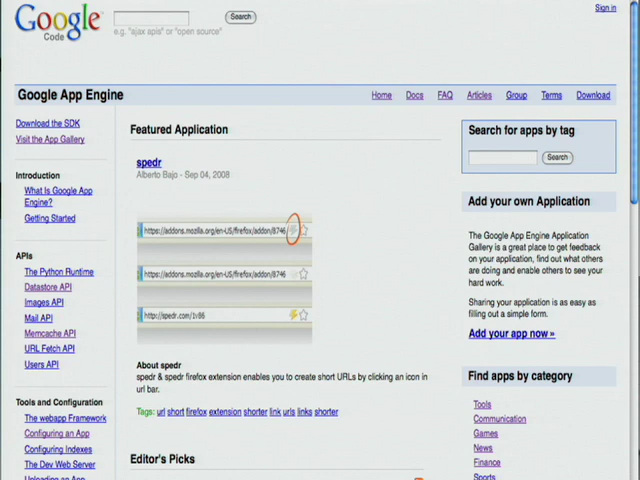 Sign in
Google
Code
Search
e.g. "ajax apis" or "open source"
Google App Engine
Home
Docs
FAQ
Articles
Group
Terms
Download
Download the SDK
Visit the App Gallery
Introduction
What Is Google App
Engine?
Getting Started
APIs
The Python Runtime
Datastore API
Images API
Mail API
Memcache API
URL Fetch API
Users API
Tools and Configuration
The webapp Framework
Configuring an App
Configuring Indexes
The Dev Web Server
Uploading an App
Featured Application
spedr
Alberto Bajo - Sep 04, 2008
https://addons.mozilla.org/en-US/firefox/addon/8746
https://addons.mozilla.org/en-US/firefox/addon/8746
http://spedr.com/1v86
About spedr
spedr & spedr firefox extension enables you to create short URLs by clicking an icon in
url bar.
Tags: url short firefox extension shorter link urls links shorter
Editor's Picks
Search for apps by tag
Search
Add your own Application
The Google App Engine Application
Gallery is a great place to get feedback
on your application, find out what others
are doing and enable others to see your
hard work.
Sharing your application is as easy as
filling out a simple form.
Add your app now »
Find apps by category
Tools
Communication
Games
News
Finance
Sports